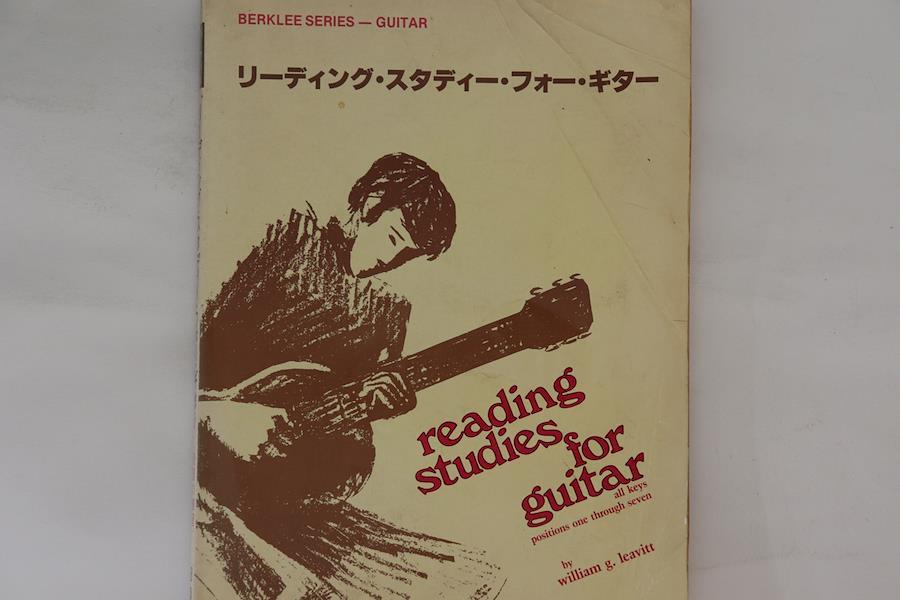 BERKLEE SERIES — GUITAR
リーディング・スタディー・フォー・ギター
reading
studies for
guitar
all keys
positions one through seven
by
william g. leavitt